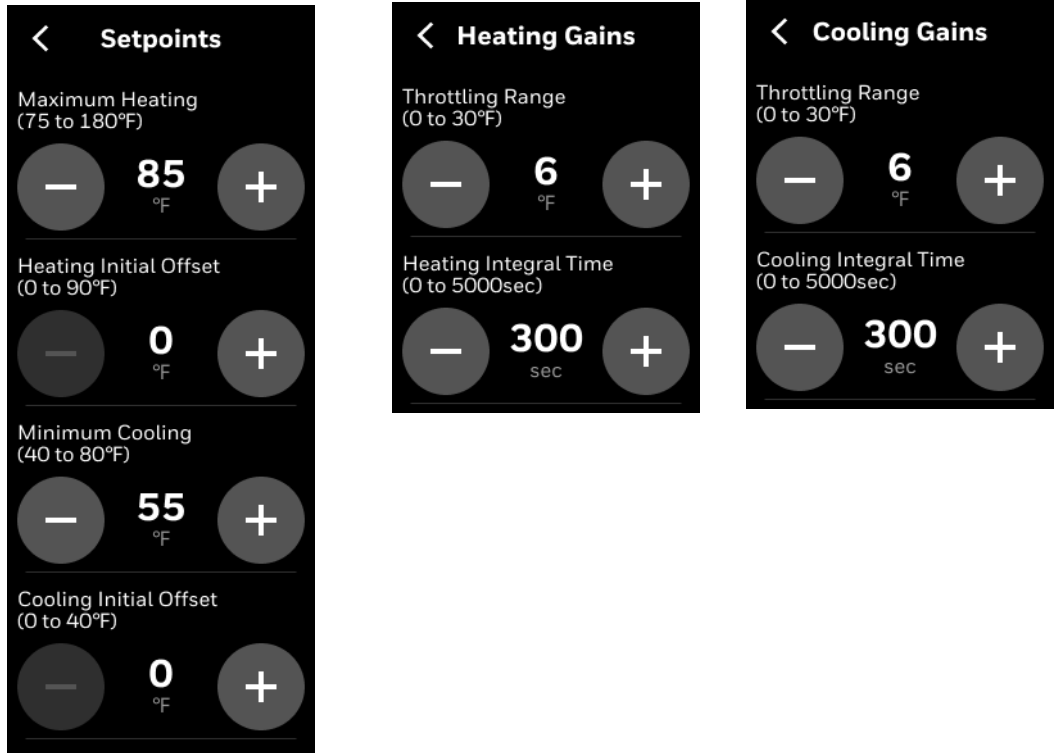 Setpoints
Maximum Heating
(75 to 180°F)
85
°F
Heating Initial Offset
(0 to 90°F)
0
°F
Minimum Cooling
(40 to 80°F)
55
°F
Cooling Initial Offset
(0 to 40°F)
0
°F
Heating Gains
Throttling Range
(0 to 30°F)
6
°F
Heating Integral Time
(0 to 5000sec)
300
sec
Cooling Gains
Throttling Range
(0 to 30°F)
6
°F
Cooling Integral Time
(0 to 5000sec)
300
sec